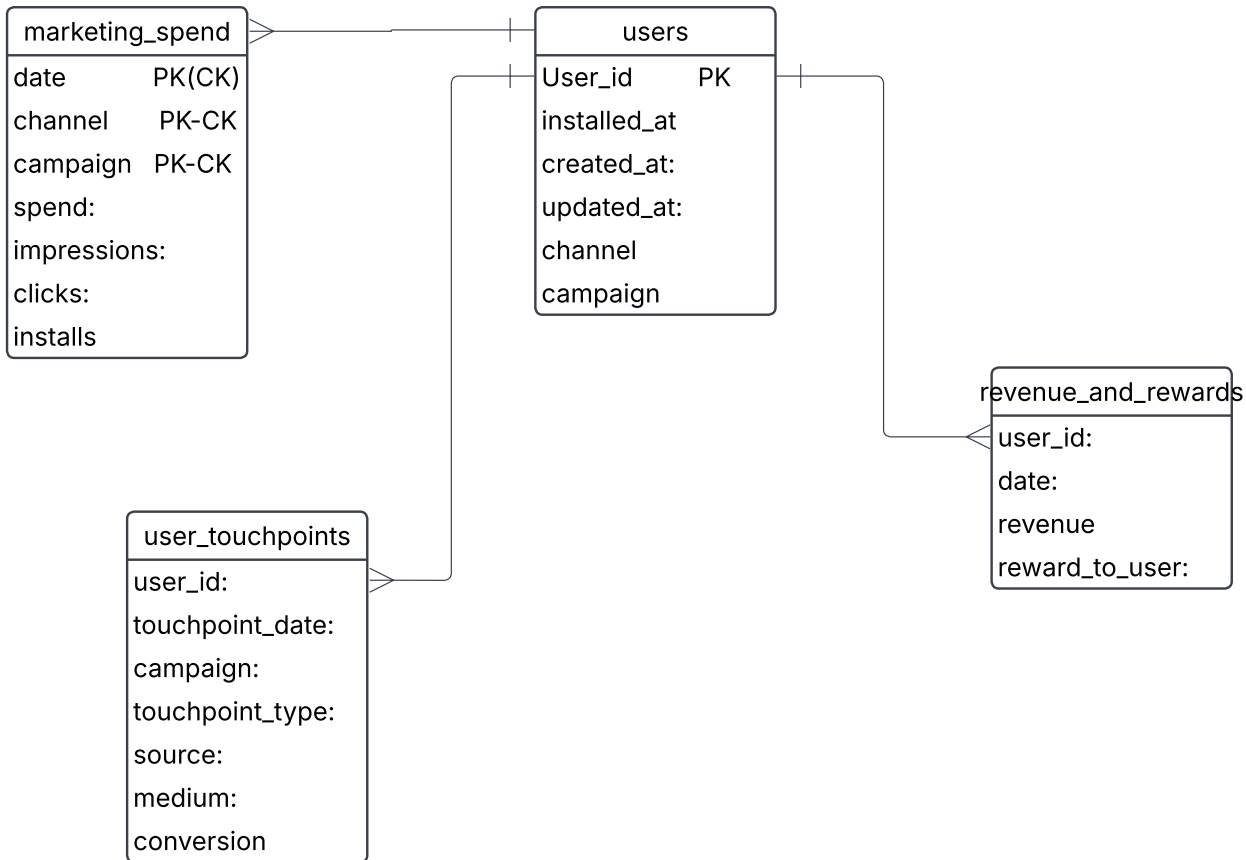 marketing_spend
date PK(CK)
channel PK-CK
campaign PK-CK
spend:
impressions:
clicks:
installs
users
User_id PK
installed_at
created_at:
updated_at:
channel
campaign
revenue_and_rewards
user_id:
date:
revenue
reward_to_user:
user_touchpoints
user_id:
touchpoint_date:
campaign:
touchpoint_type:
source:
medium:
conversion